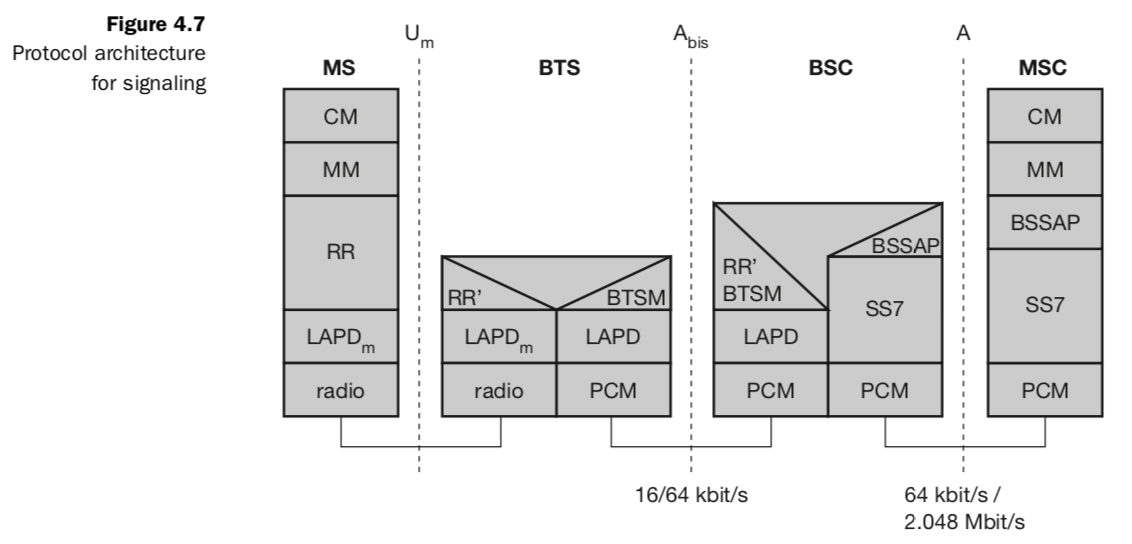 Figure 4.7
Protocol architecture
for signaling
Um
Abis
A
MS
BTS
BSC
MSC
CM
CM
MM
MM
RR
BSSAP
BSSAP
RR’
BTSM
RR’
BTSM
SS7
SS7
LAPDm
LAPDm
LAPD
LAPD
radio
radio
PCM
PCM
PCM
PCM
16/64 kbit/s
64 kbit/s /
2.048 Mbit/s